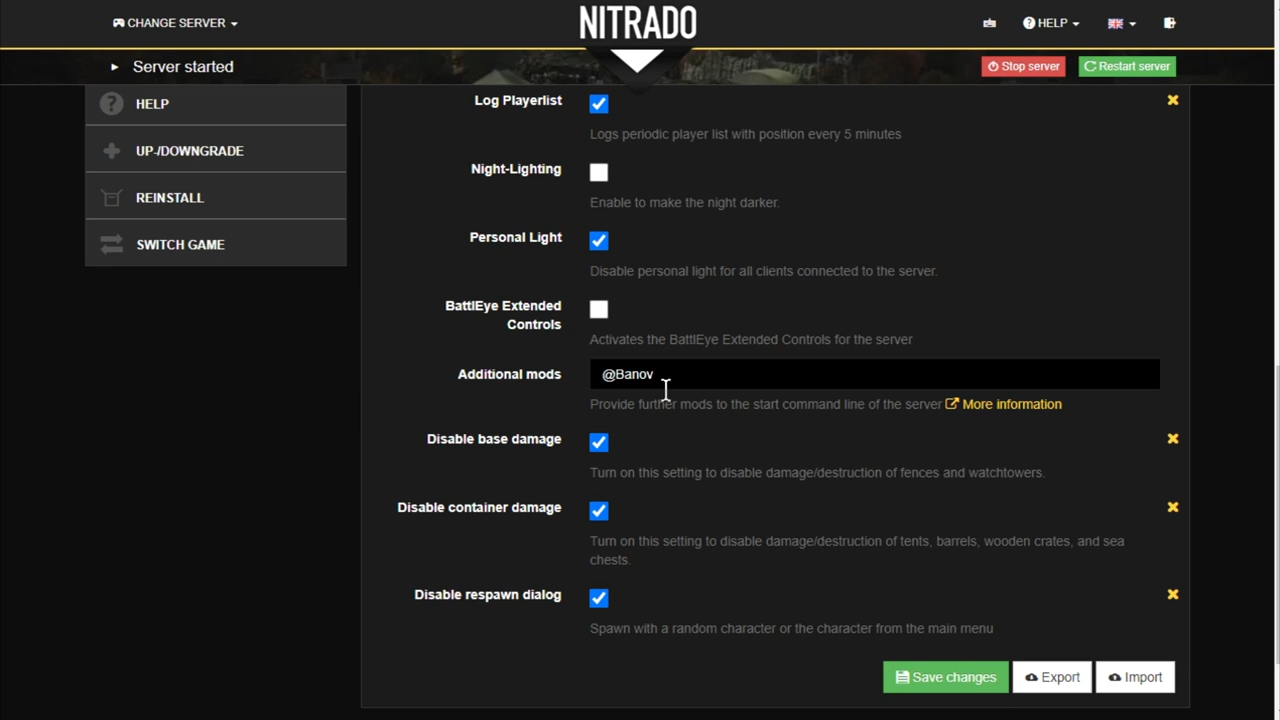 CHANGE SERVER
NITRADO
HELP
Server started
Stop server
Restart server
HELP
UP-/DOWNGRADE
REINSTALL
SWITCH GAME
Log Playerlist
Logs periodic player list with position every 5 minutes
Night-Lighting
Enable to make the night darker.
Personal Light
Disable personal light for all clients connected to the server.
BattlEye Extended
Controls
Activates the BattlEye Extended Controls for the server
Additional mods
@Banov
Provide further mods to the start command line of the server More information
Disable base damage
Turn on this setting to disable damage/destruction of fences and watchtowers.
Disable container damage
Turn on this setting to disable damage/destruction of tents, barrels, wooden crates, and sea
chests.
Disable respawn dialog
Spawn with a random character or the character from the main menu
Save changes
Export
Import